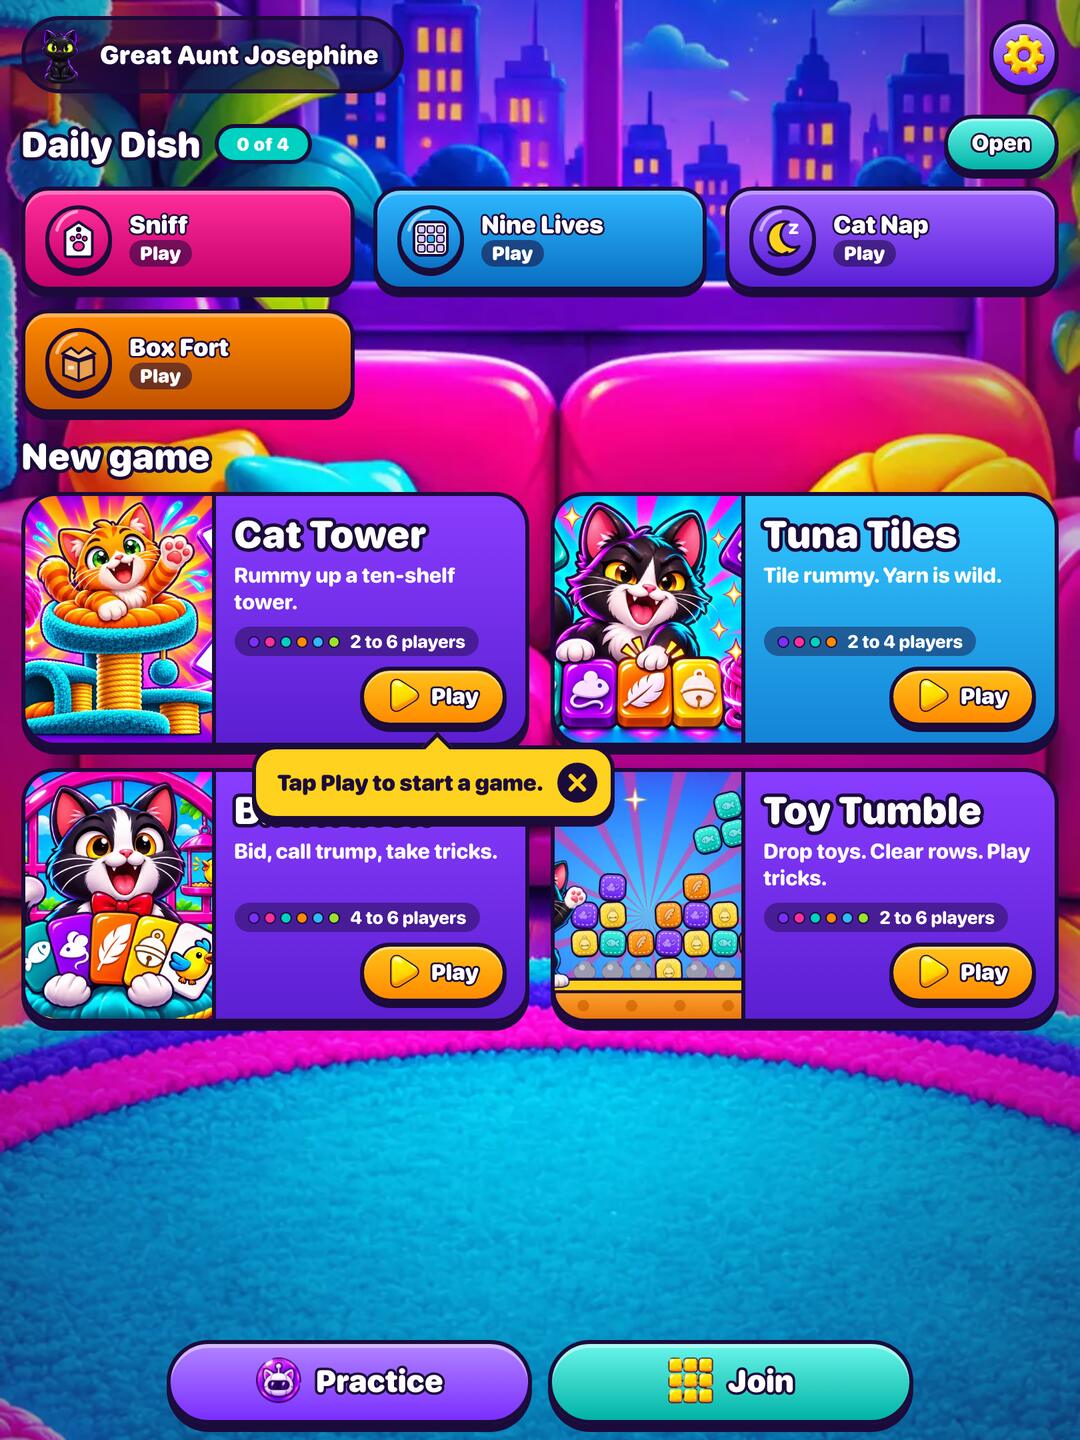 Great Aunt Josephine
Daily Dish
0 of 4
Open
Sniff
Play
Nine Lives
Play
Cat Nap
Play
Box Fort
Play
New game
Cat Tower
Rummy up a ten-shelf
tower.
2 to 6 players
Play
Tuna Tiles
Tile rummy. Yarn is wild.
2 to 4 players
Play
Tap Play to start a game.
Bid, call trump, take tricks.
4 to 6 players
Play
Toy Tumble
Drop toys. Clear rows. Play
tricks.
2 to 6 players
Play
Practice
Join